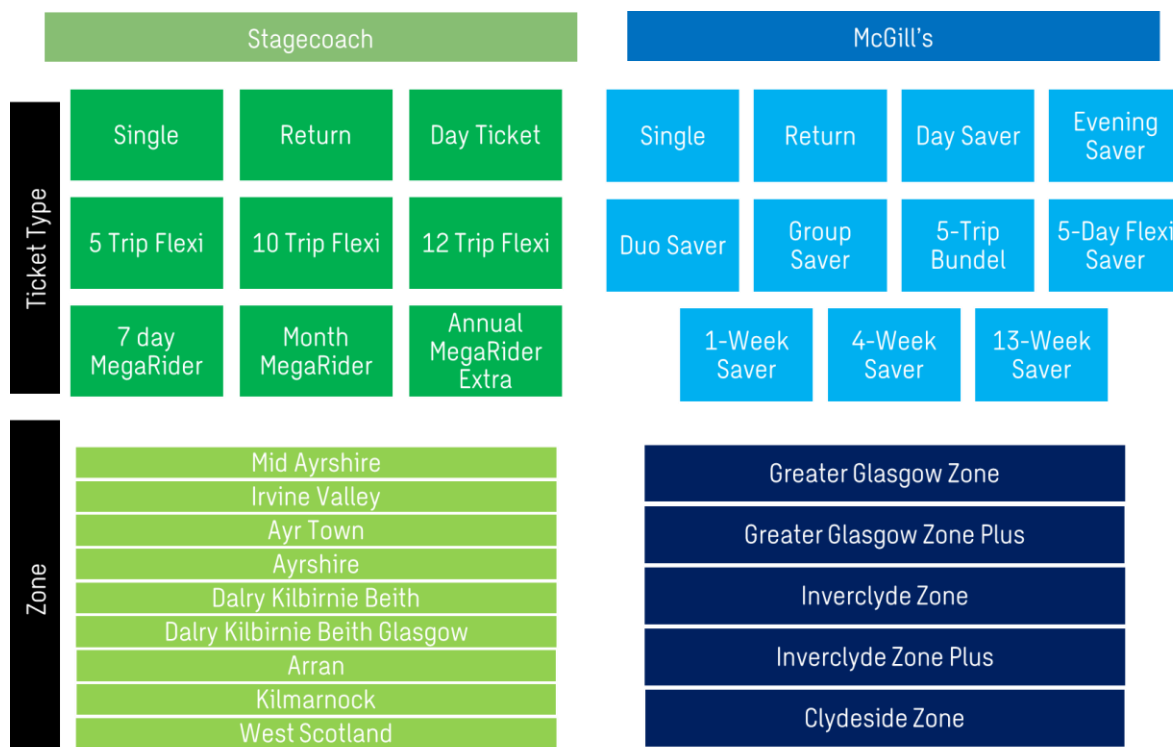 Stagecoach
McGill's
Ticket Type
Single
Return
Day Ticket
5 Trip Flexi
10 Trip Flexi
12 Trip Flexi
7 day
MegaRider
Month
MegaRider
Annual
MegaRider
Extra
Single
Return
Day Saver
Evening
Saver
Duo Saver
Group
Saver
5-Trip
Bundel
5-Day Flexi
Saver
1-Week
Saver
4-Week
Saver
13-Week
Saver
Zone
Mid Ayrshire
Irvine Valley
Ayr Town
Ayrshire
Dalry Kilbirnie Beith
Dalry Kilbirnie Beith Glasgow
Arran
Kilmarnock
West Scotland
Greater Glasgow Zone
Greater Glasgow Zone Plus
Inverclyde Zone
Inverclyde Zone Plus
Clydeside Zone